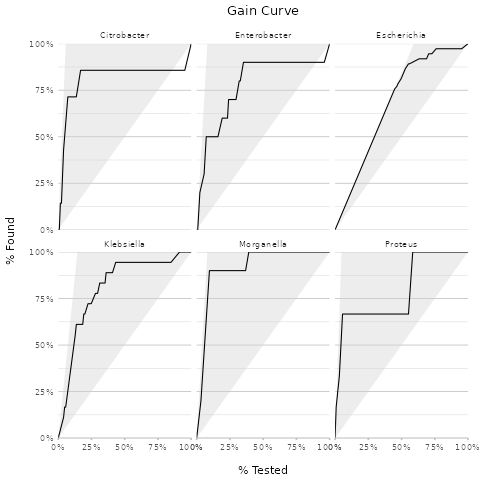 Gain Curve
Citrobacter Enterobacter Escherichia
100%
75%
50%
25%
0%
Klebsiella Morganella Proteus
100%
75%
50%
25%
0%
0% 25% 50% 75% 100% 0% 25% 50% 75% 100% 0% 25% 50% 75% 100%
% Tested
% Found